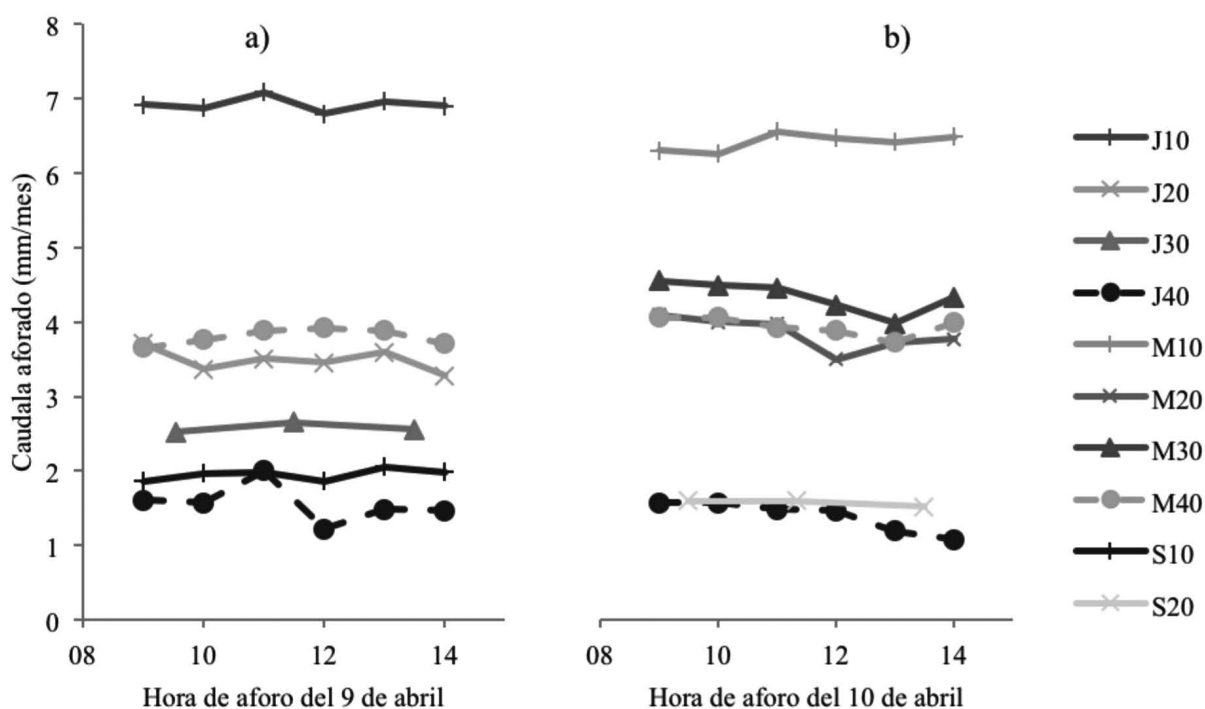 a)
b)
Caudala aforado (mm/mes)
8
7
6
5
4
3
2
1
0
08 10 12 14
Hora de aforo del 9 de abril
08 10 12 14
Hora de aforo del 10 de abril
J10
J20
J30
J40
M10
M20
M30
M40
S10
S20